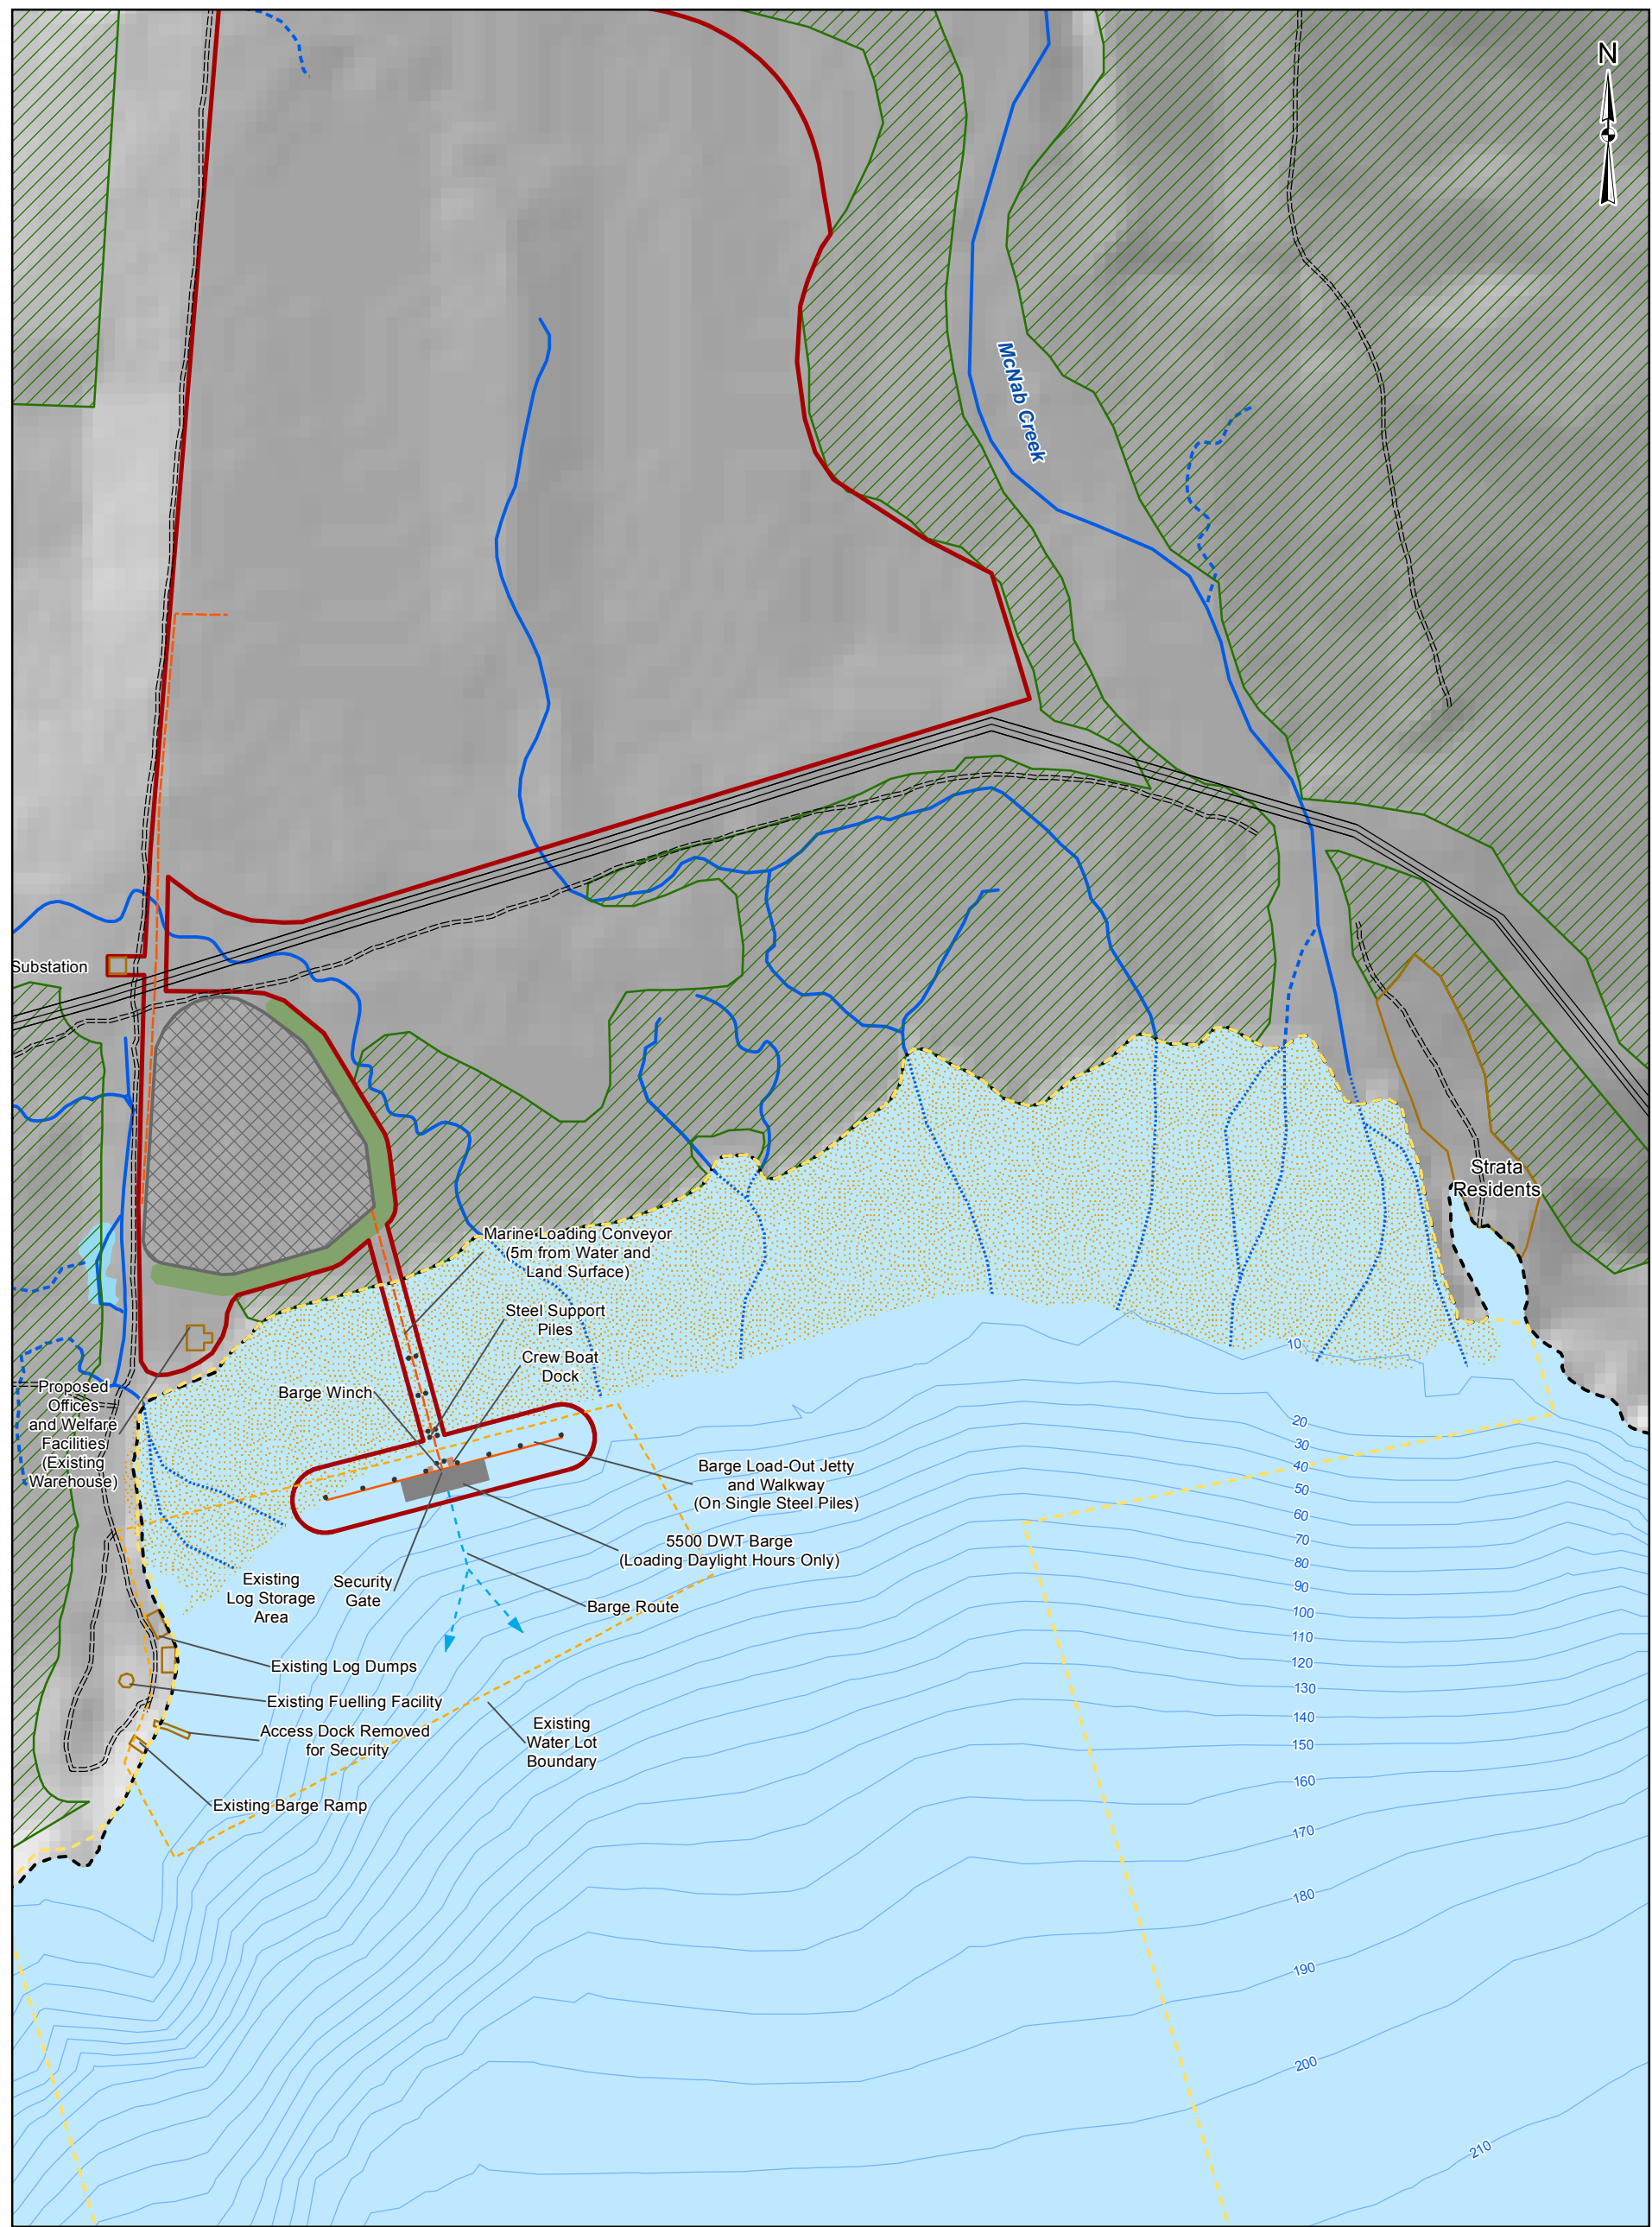 N
McNab Creek
Substation
Strata
Residents
Marine Loading Conveyor
(5m from Water and
Land Surface)
Steel Support
Piles
Crew Boat
Dock
Barge Winch
Proposed
Offices
and Welfare
Facilities
(Existing
Warehouse)
Barge Load-Out Jetty
and Walkway
(On Single Steel Piles)
5500 DWT Barge
(Loading Daylight Hours Only)
Security
Gate
Existing
Log Storage
Area
Barge Route
Existing Log Dumps
Existing Fuelling Facility
Access Dock Removed
for Security
Existing
Water Lot
Boundary
Existing Barge Ramp
10
20
30
40
50
60
70
80
90
100
110
120
130
140
150
160
170
180
190
200
210